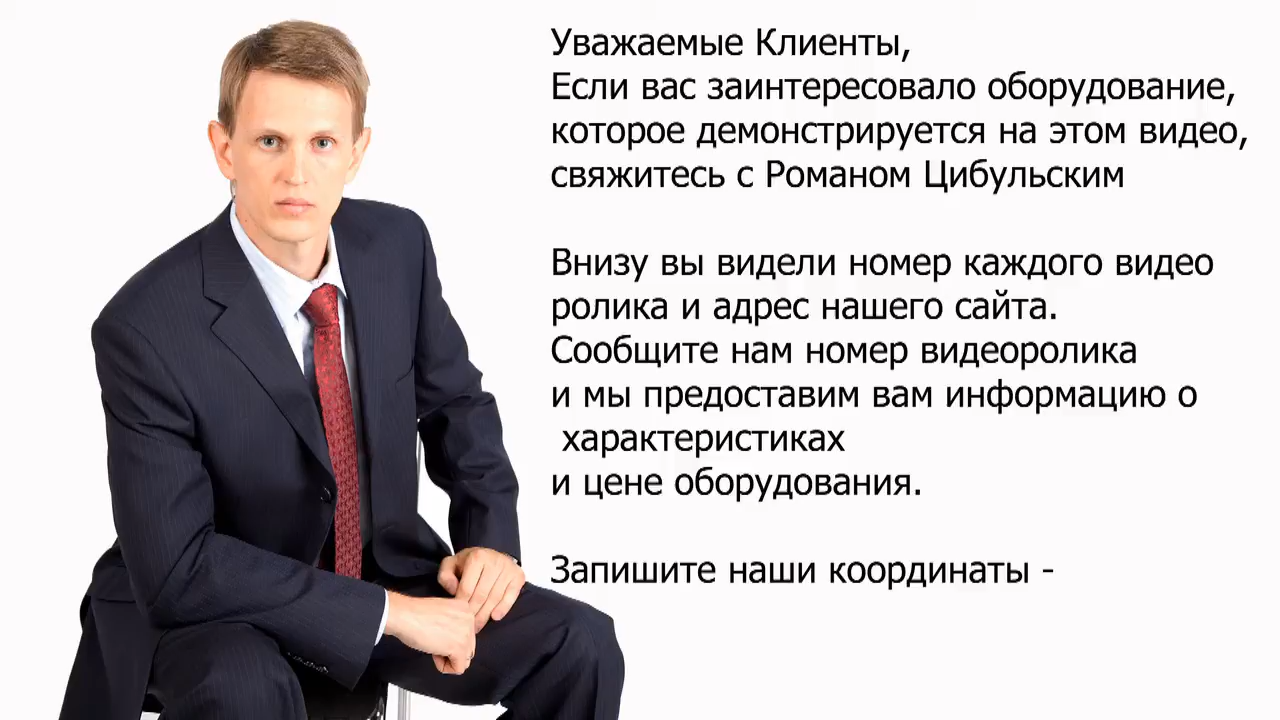 Уважаемые Клиенты,
Если вас заинтересовало оборудование,
которое демонстрируется на этом видео,
свяжитесь с Романом Цибульским
Внизу вы видели номер каждого видео
ролика и адрес нашего сайта.
Сообщите нам номер видеоролика
и мы предоставим вам информацию о
характеристиках
и цене оборудования.
Запишите наши координаты -